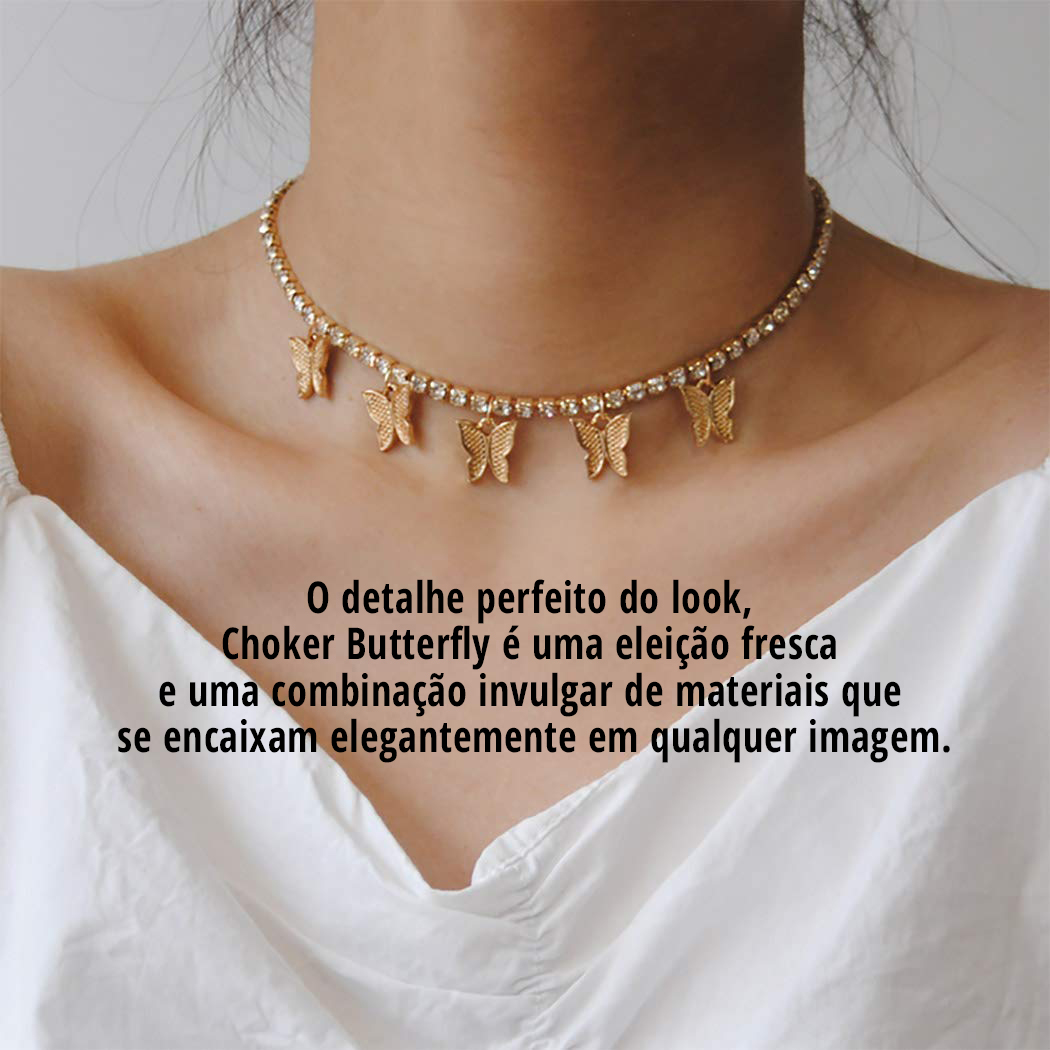 O detalhe perfeito do look,
Choker Butterfly é uma eleição fresca
e uma combinação invulgar de materiais que
se encaixam elegantemente em qualquer imagem.